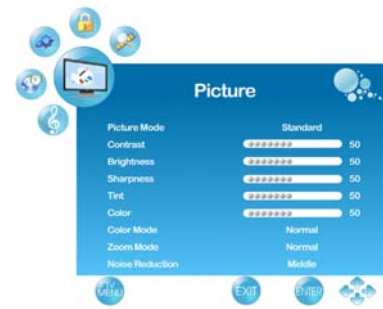 Picture
Picture Mode Standard
Contrast 50
Brightness 50
Sharpness 50
Tint 50
Color 50
Color Mode Normal
Zoom Mode Normal
Noise Reduction Middle
TV
MENU EXIT ENTER